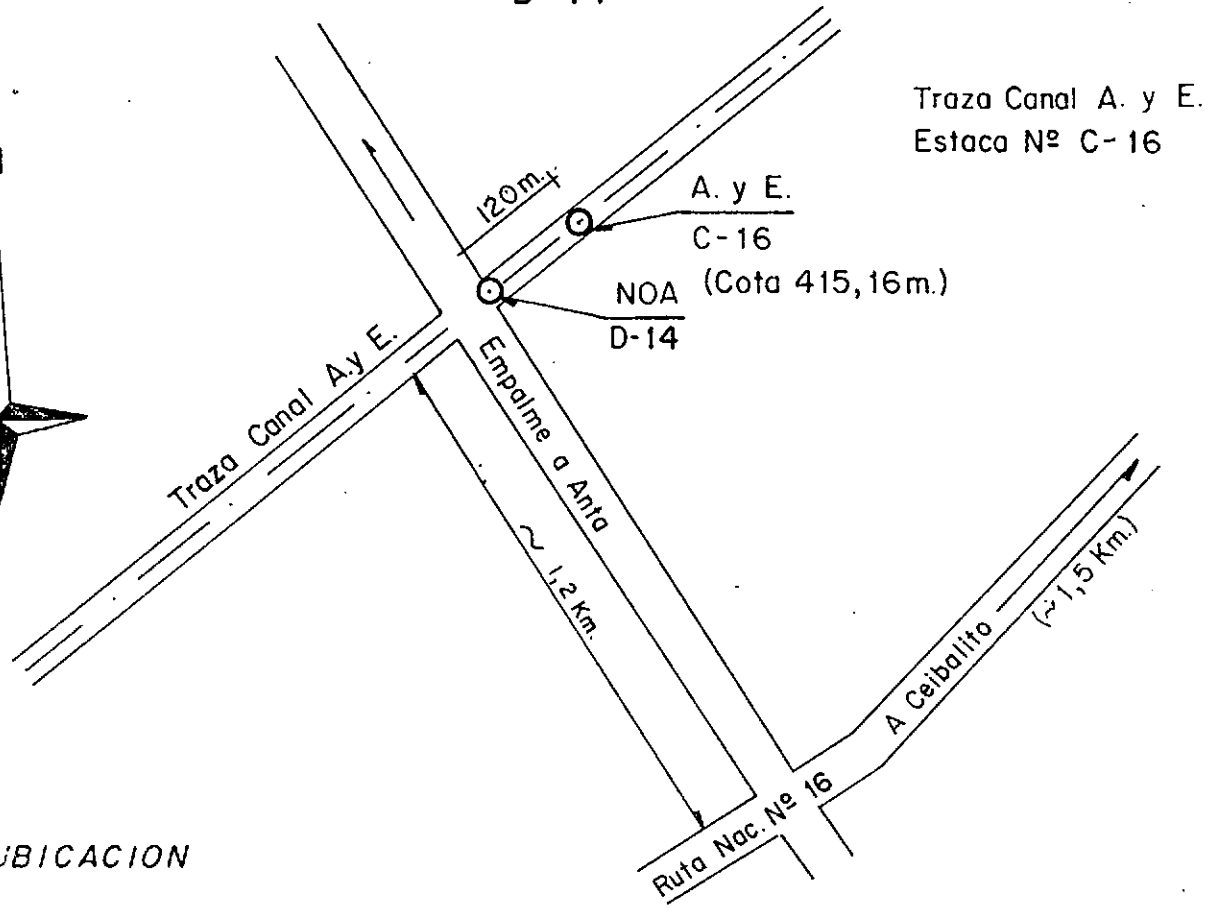 Traza Canal A. y E.
Estaca Nº C-16
120m.
A. y E.
C-16
(Cota 415,16m.)
NOA
D-14
Traza Canal A.y E.
Empalme a Anta
~ 1,2 Km.
A Ceibalito
(~1,5 Km.)
Ruta Nac. Nº 16
UBICACION